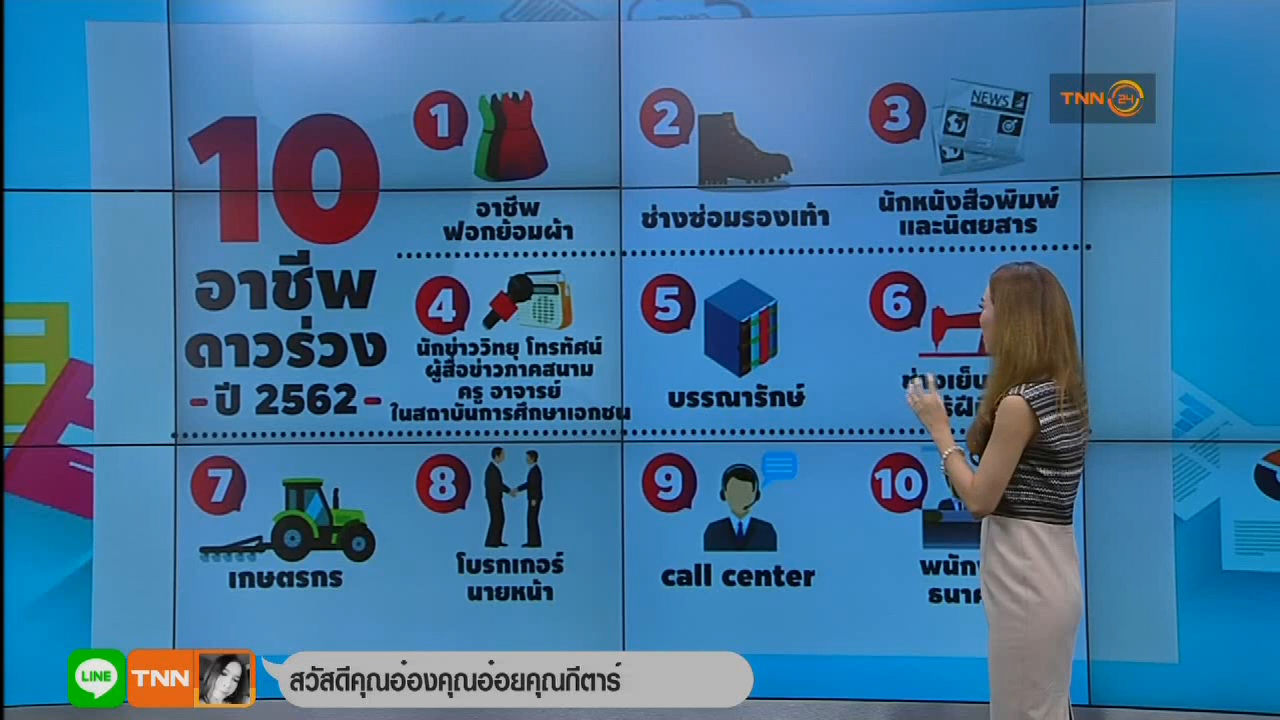 10
อาชีพ
ดาวร่วง
-ปี 2562-
1
อาชีพ
ฟอกย้อมผ้า
2
ช่างซ่อมรองเท้า
3
NEWS
นักหนังสือพิมพ์
และนิตยสาร
TNN 24
4
นักข่าววิทยุ โทรทัศน์
ผู้สื่อข่าวภาคสนาม
ครู อาจารย์
ในสถาบันการศึกษาเอกชน
5
บรรณารักษ์
6
7
เกษตรกร
8
โบรกเกอร์
นายหน้า
9
call center
10
LINE
TNN
สวัสดีคุณอ๋องคุณอ๋อยคุณกีตาร์